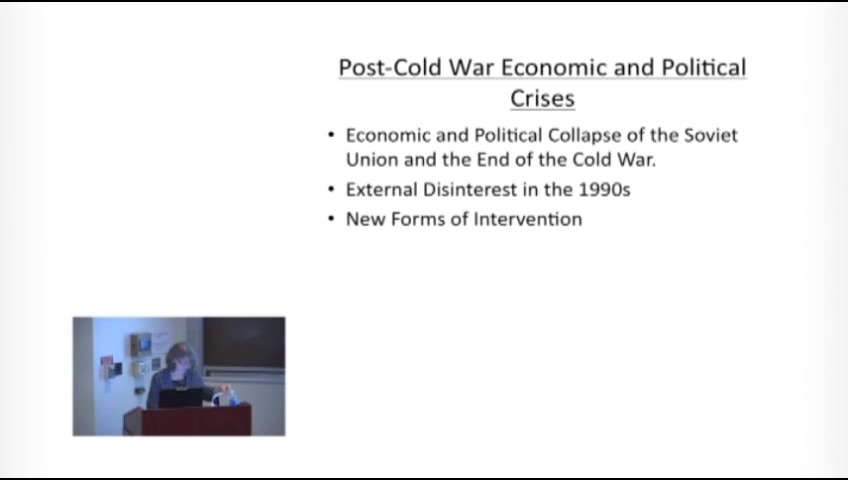 Post-Cold War Economic and Political
Crises
• Economic and Political Collapse of the Soviet
Union and the End of the Cold War.
• External Disinterest in the 1990s
• New Forms of Intervention